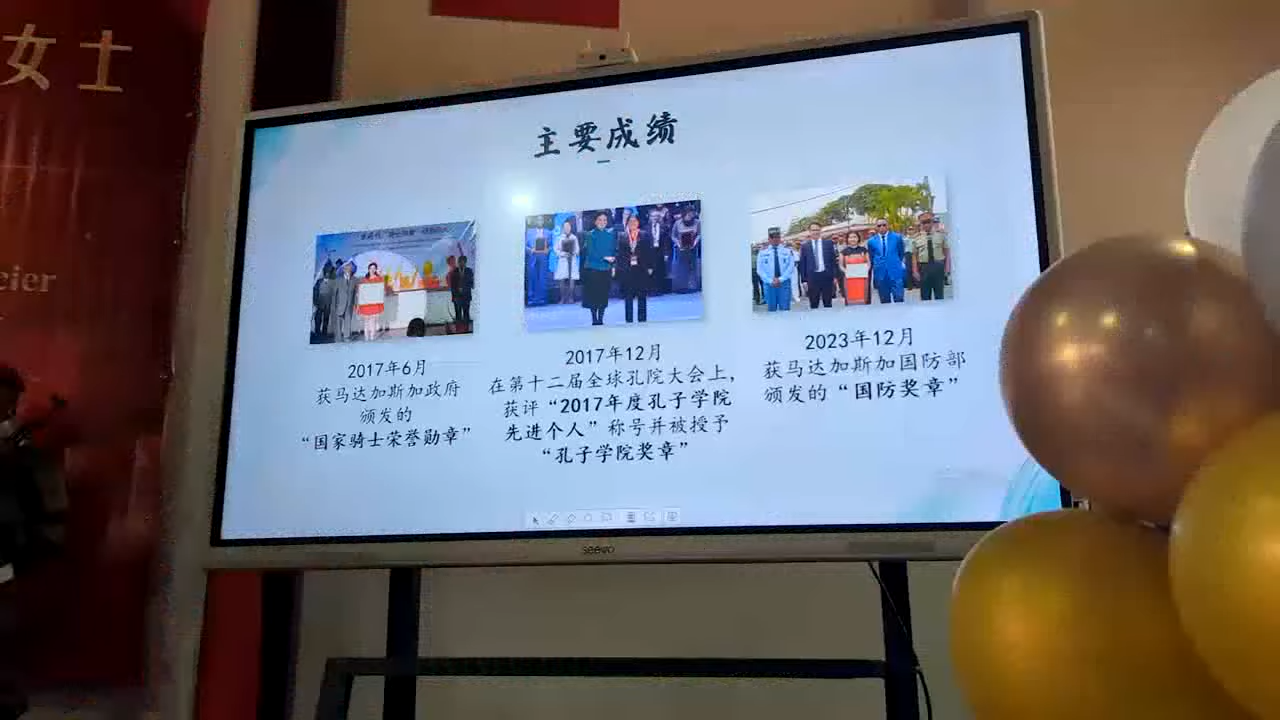 女士
eier
主要成绩
2017年6月
获马达加斯加政府
颁发的
“国家骑士荣誉勋章”
2017年12月
在第十二届全球孔院大会上，
获评“2017年度孔子学院
先进个人”称号并被授予
“孔子学院奖章”
2023年12月
获马达加斯加国防部
颁发的“国防奖章”
seewo